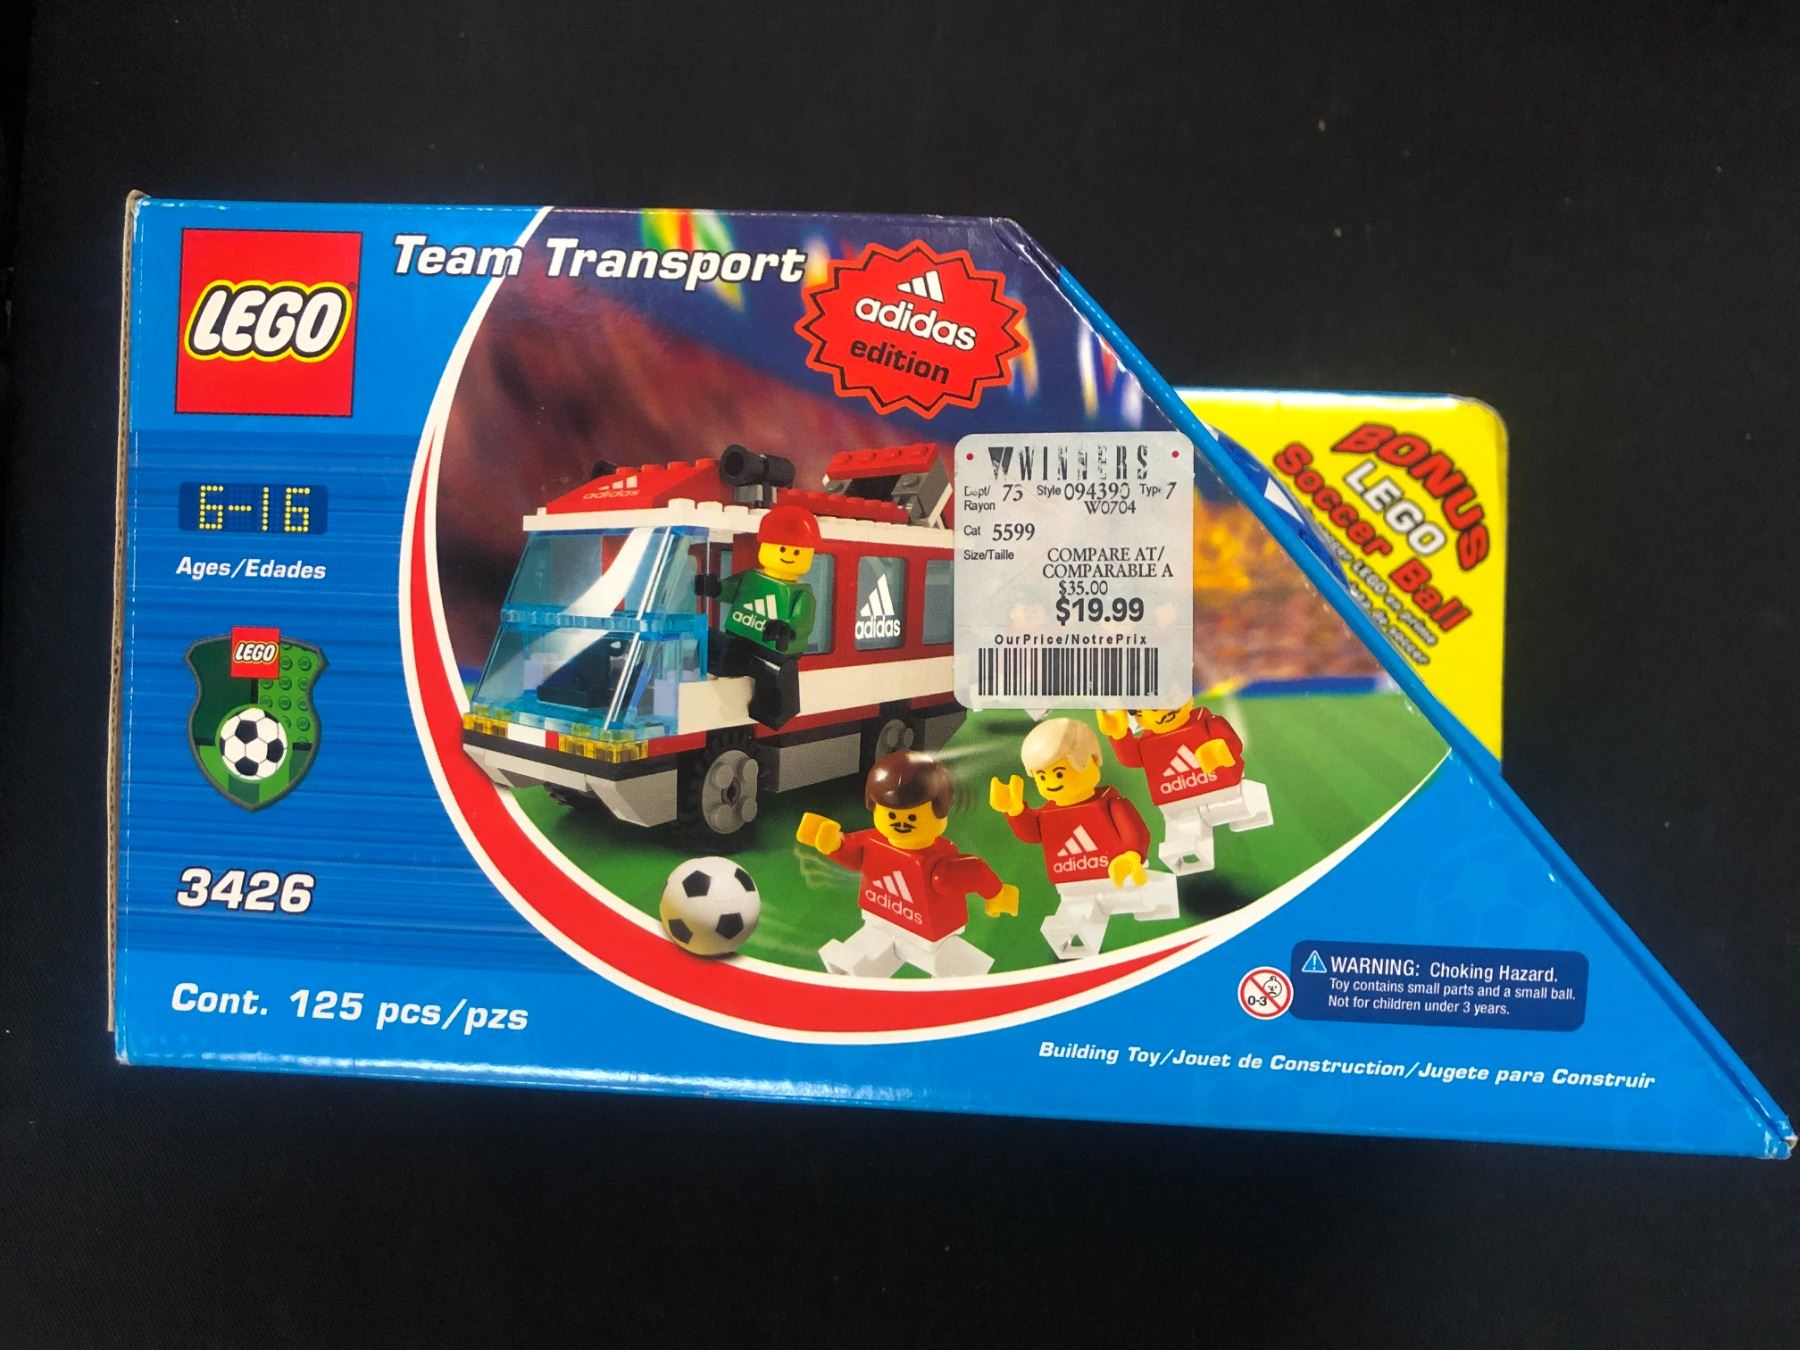 LEGO®
Team Transport
adidas
edition
6-16
Ages/Edades
LEGO
3426
Cont. 125 pcs/pzs
adidas
adidas
WINNERS
Dept/ 73 Style 094390 Type 7
Rayon W0704
Cat 5599
Size/Taille COMPARE AT/
COMPARABLE A
$35.00
$19.99
OurPrice/NotrePrix
adidas
adidas
adidas
BONUS
LEGO
Soccer Ball
WARNING: Choking Hazard.
Toy contains small parts and a small ball.
Not for children under 3 years.
0-3
Building Toy/Jouet de Construction/Jugete para Construir